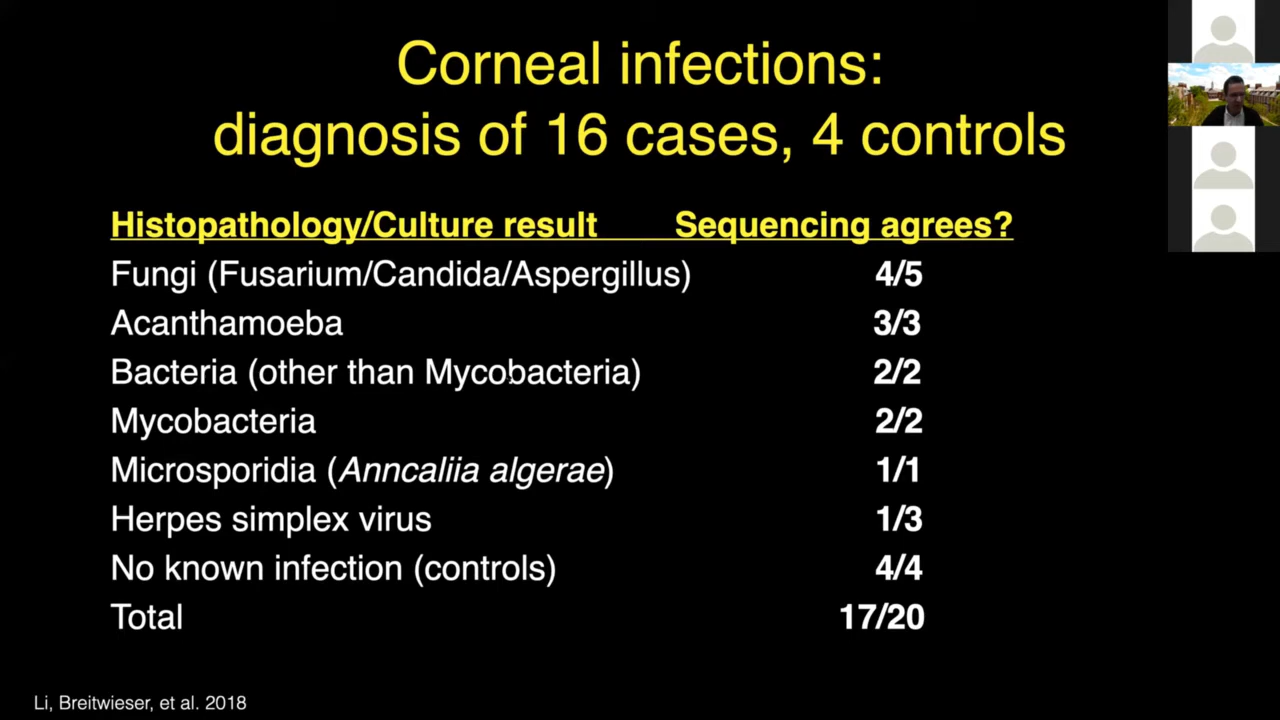 Corneal infections:
diagnosis of 16 cases, 4 controls
Histopathology/Culture result Sequencing agrees?
Fungi (Fusarium/Candida/Aspergillus) 4/5
Acanthamoeba 3/3
Bacteria (other than Mycobacteria) 2/2
Mycobacteria 2/2
Microsporidia (Anncaliia algerae) 1/1
Herpes simplex virus 1/3
No known infection (controls) 4/4
Total 17/20
Li, Breitwieser, et al. 2018